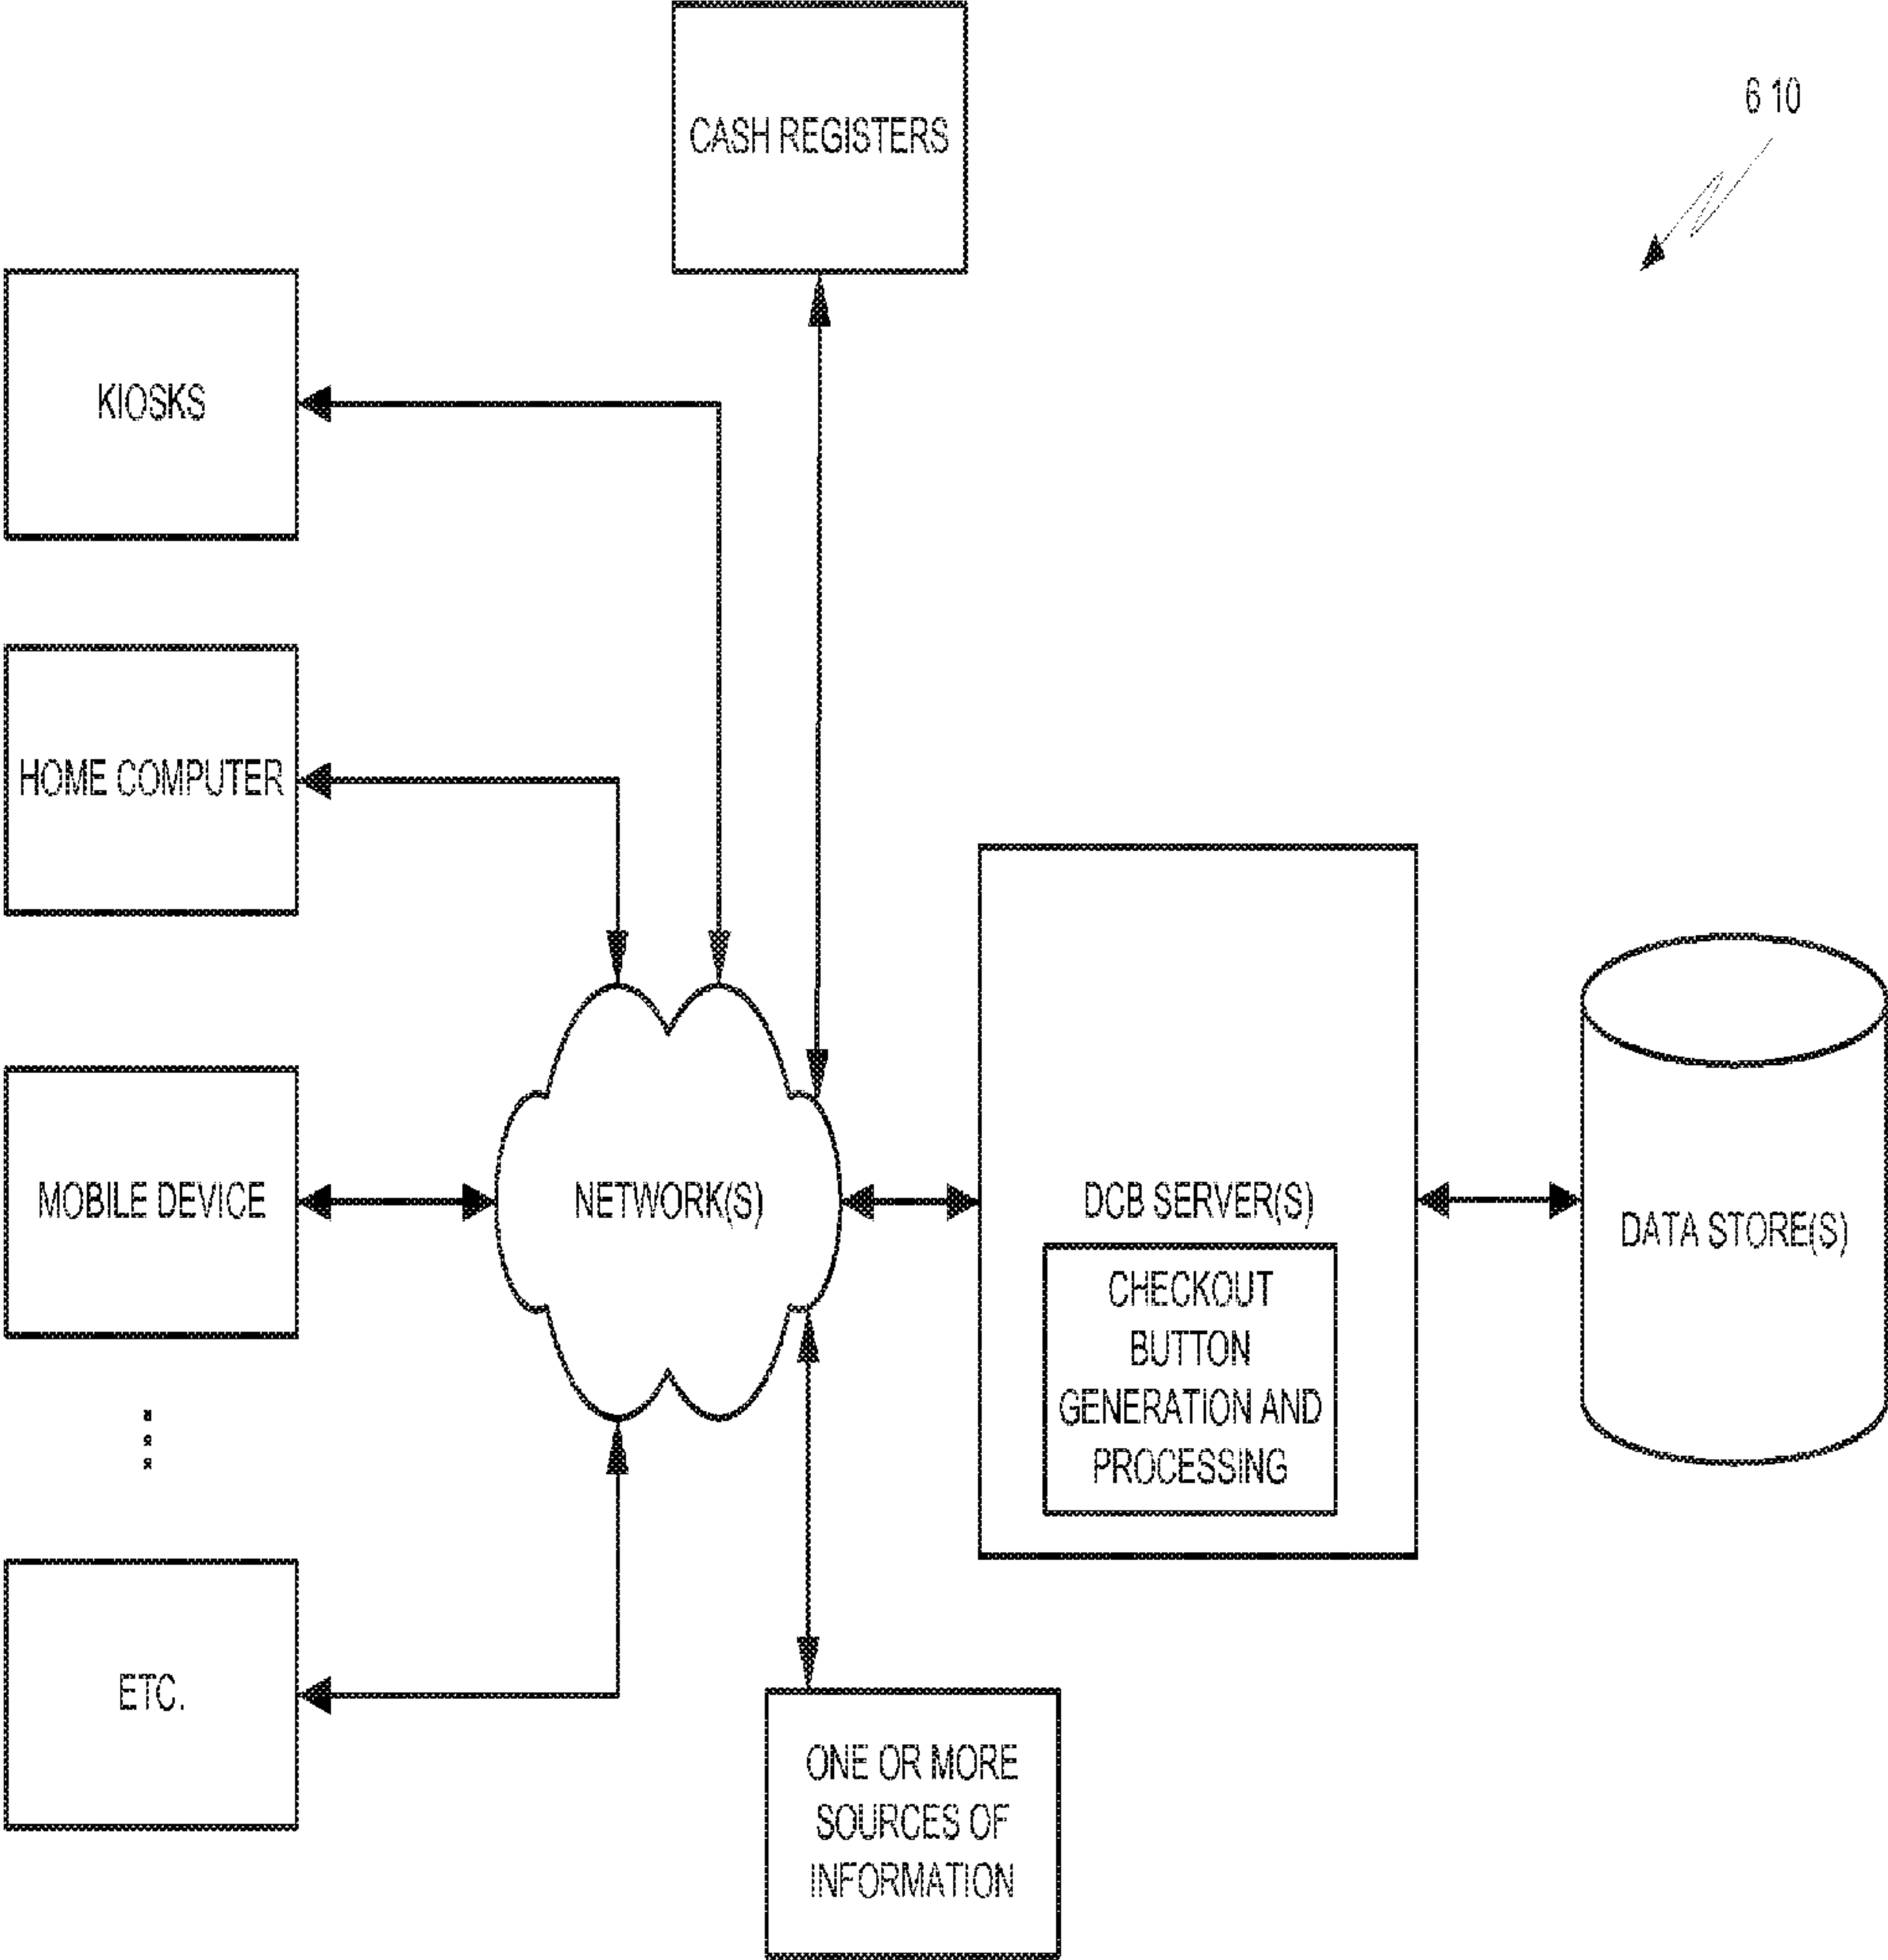 CASH REGISTERS
6 10
KIOSKS
HOME COMPUTER
MOBILE DEVICE
NETWORK(S)
DCB SERVER(S)
CHECKOUT
BUTTON
GENERATION AND
PROCESSING
DATA STORE(S)
ETC.
ONE OR MORE
SOURCES OF
INFORMATION